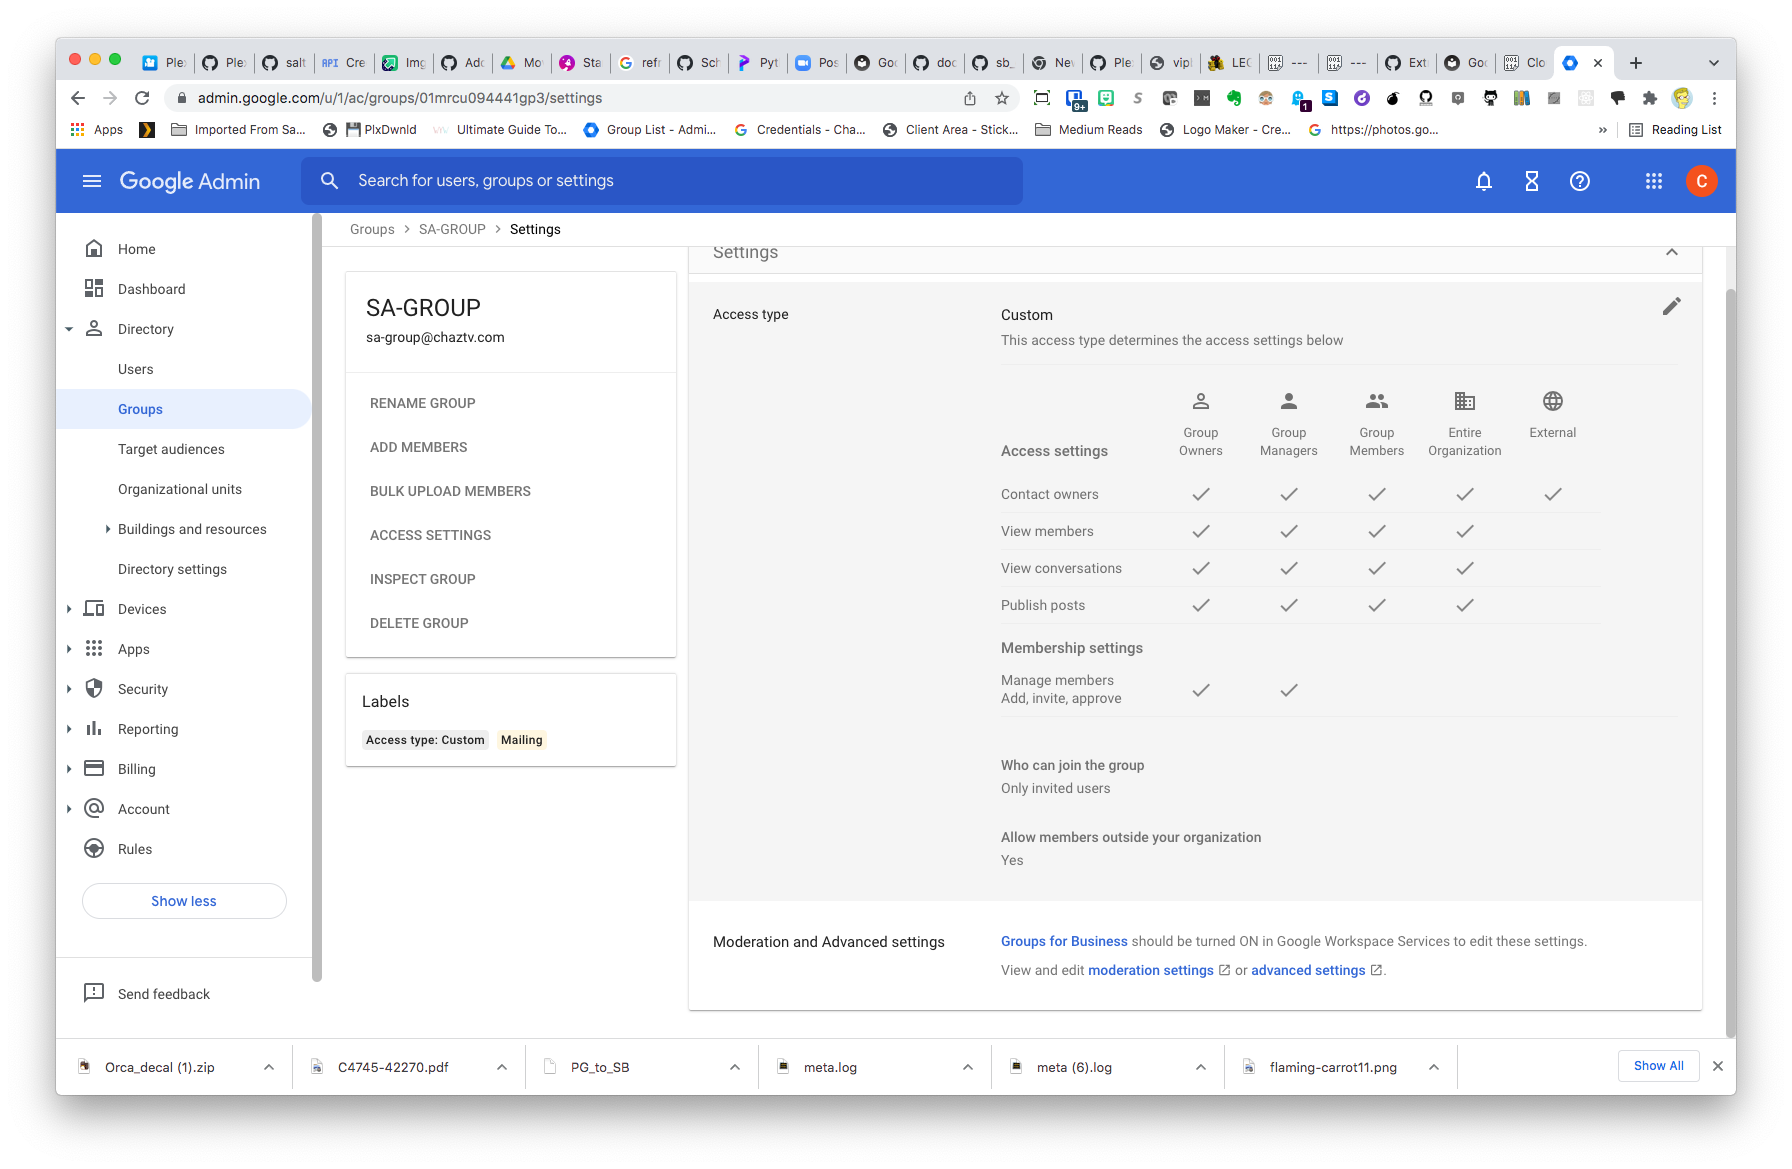 Ple
Ple
salt
API Cre
Img
Adc
Mo
Sta
refr
Sch
Pyt
Pos
Goo
doc
sb_
Nev
Ple
vipl
LEC
---
---
Ext
Goo
Clo
admin.google.com/u/1/ac/groups/01mrcu094441gp3/settings
9+
1
Apps
Imported From Sa...
PlxDwnld
Ultimate Guide To...
Group List - Admi...
Credentials - Cha...
Client Area - Stick...
Medium Reads
Logo Maker - Cre...
https://photos.go...
»
Reading List
Google Admin
Search for users, groups or settings
C
Groups > SA-GROUP > Settings
Home
Dashboard
Directory
Users
Groups
Target audiences
Organizational units
Buildings and resources
Directory settings
Devices
Apps
Security
Reporting
Billing
Account
Rules
Show less
Send feedback
SA-GROUP
sa-group@chaztv.com
RENAME GROUP
ADD MEMBERS
BULK UPLOAD MEMBERS
ACCESS SETTINGS
INSPECT GROUP
DELETE GROUP
Labels
Access type: Custom Mailing
Settings
Access type
Custom
This access type determines the access settings below
Access settings
Group Owners
Group Managers
Group Members
Entire Organization
External
Contact owners
View members
View conversations
Publish posts
Membership settings
Manage members
Add, invite, approve
Who can join the group
Only invited users
Allow members outside your organization
Yes
Moderation and Advanced settings
Groups for Business should be turned ON in Google Workspace Services to edit these settings.
View and edit moderation settings or advanced settings.
Orca_decal (1).zip
C4745-42270.pdf
PG_to_SB
meta.log
meta (6).log
flaming-carrot11.png
Show All